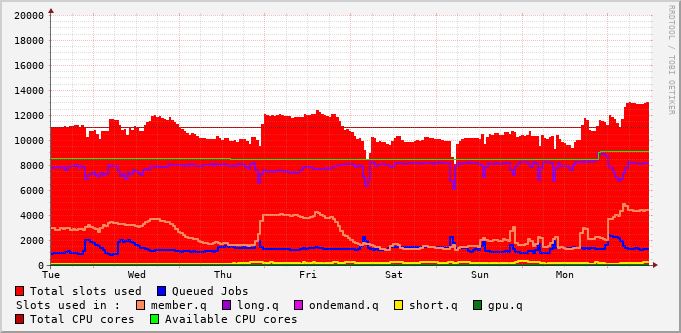 20000
18000
16000
14000
12000
10000
8000
6000
4000
2000
0
Tue Wed Thu Fri Sat Sun Mon
RRDTOOL / TOBI OETIKER
Total slots used Queued Jobs
Slots used in : member.q long.q ondemand.q short.q gpu.q
Total CPU cores Available CPU cores